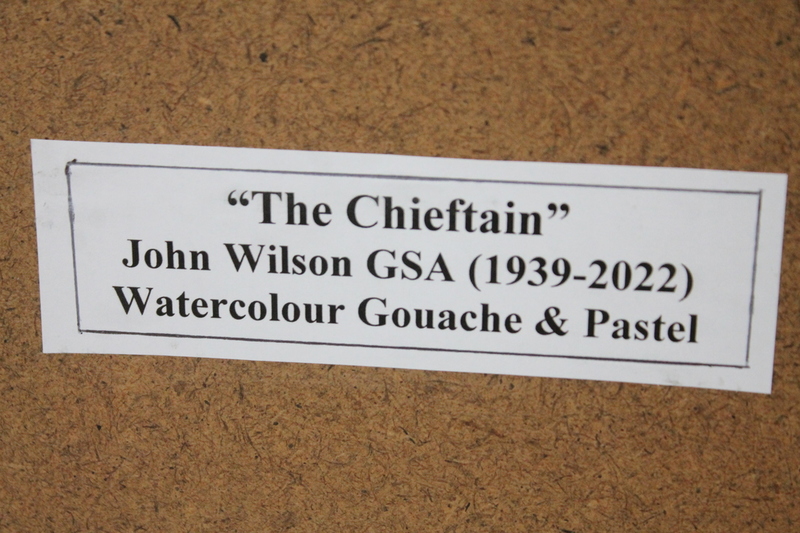 “The Chieftain”
John Wilson GSA (1939-2022)
Watercolour Gouache & Pastel